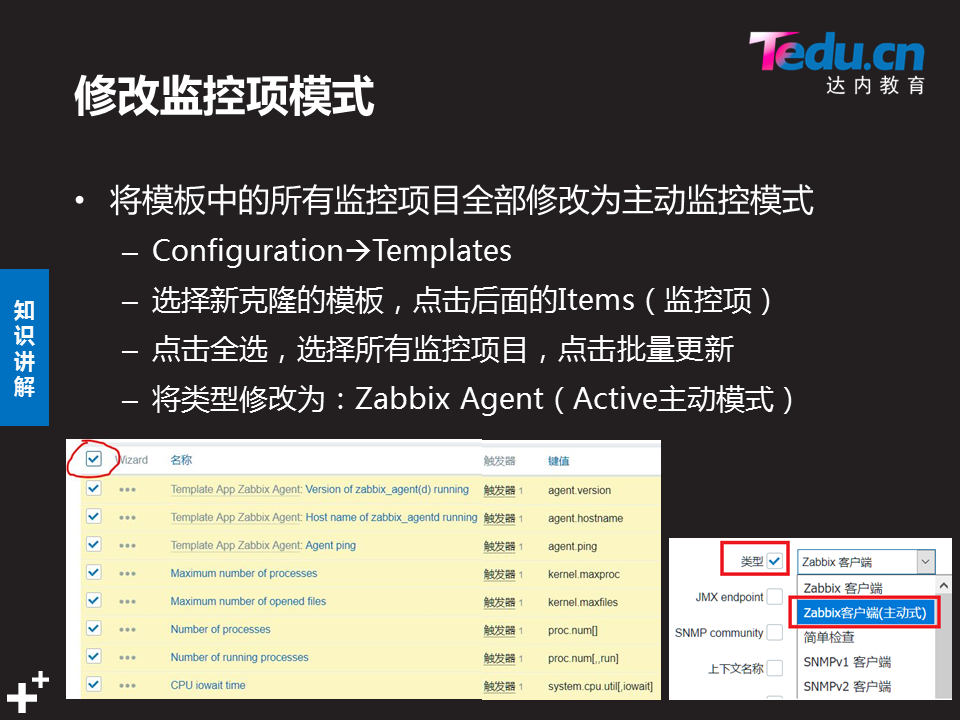 Tedu.cn
达内教育
修改监控项模式
• 将模板中的所有监控项目全部修改为主动监控模式
– Configuration→Templates
– 选择新克隆的模板，点击后面的Items（监控项）
– 点击全选，选择所有监控项目，点击批量更新
– 将类型修改为：Zabbix Agent（Active主动模式）
知识讲解
Wizard 名称 触发器 键值
Template App Zabbix Agent: Version of zabbix_agent(d) running 触发器 1 agent.version
Template App Zabbix Agent: Host name of zabbix_agentd running 触发器 1 agent.hostname
Template App Zabbix Agent: Agent ping 触发器 1 agent.ping
Maximum number of processes 触发器 1 kernel.maxproc
Maximum number of opened files 触发器 1 kernel.maxfiles
Number of processes 触发器 1 proc.num[]
Number of running processes 触发器 1 proc.num[,,run]
CPU iowait time 触发器 1 system.cpu.util[,iowait]
类型 Zabbix 客户端
Zabbix 客户端
JMX endpoint
Zabbix客户端(主动式)
SNMP community
简单检查
SNMPv1 客户端
上下文名称
SNMPv2 客户端